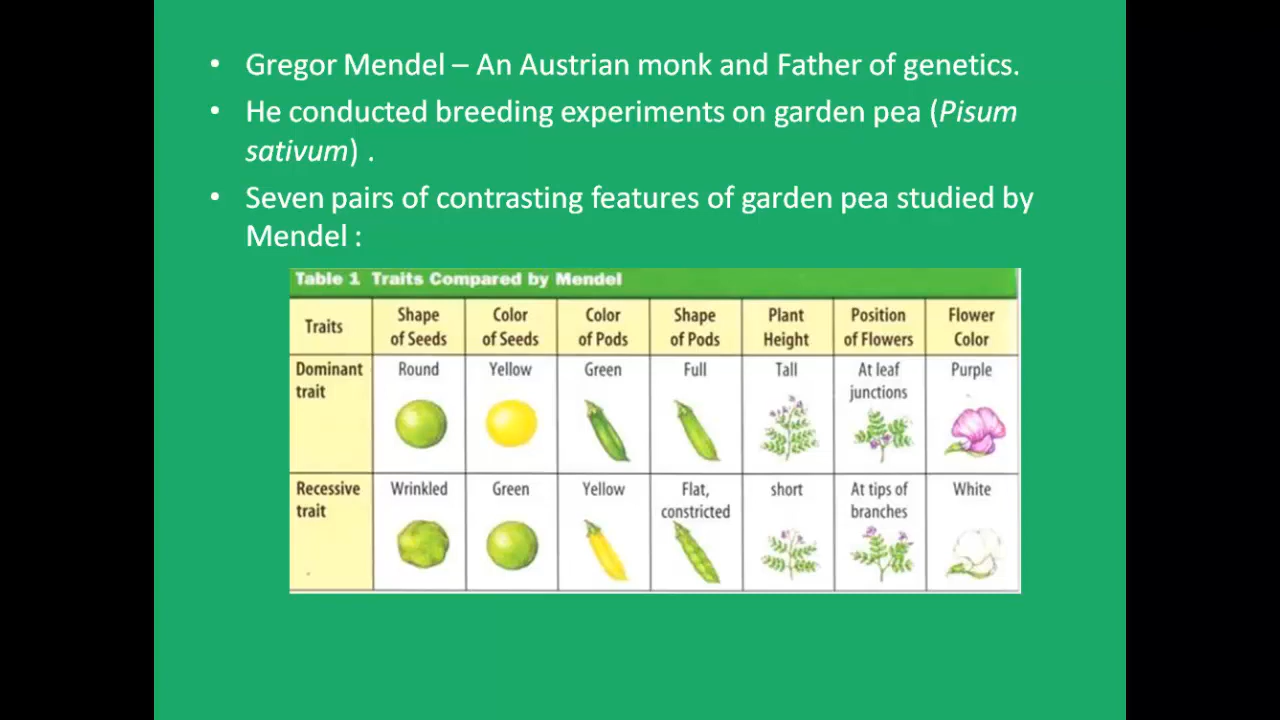 • Gregor Mendel – An Austrian monk and Father of genetics.
• He conducted breeding experiments on garden pea (Pisum
sativum) .
• Seven pairs of contrasting features of garden pea studied by
Mendel :
Table 1 Traits Compared by Mendel
Traits Shape of Seeds Color of Seeds Color of Pods Shape of Pods Plant Height Position of Flowers Flower Color
Dominant trait Round Yellow Green Full Tall At leaf junctions Purple
Recessive trait Wrinkled Green Yellow Flat, constricted short At tips of branches White